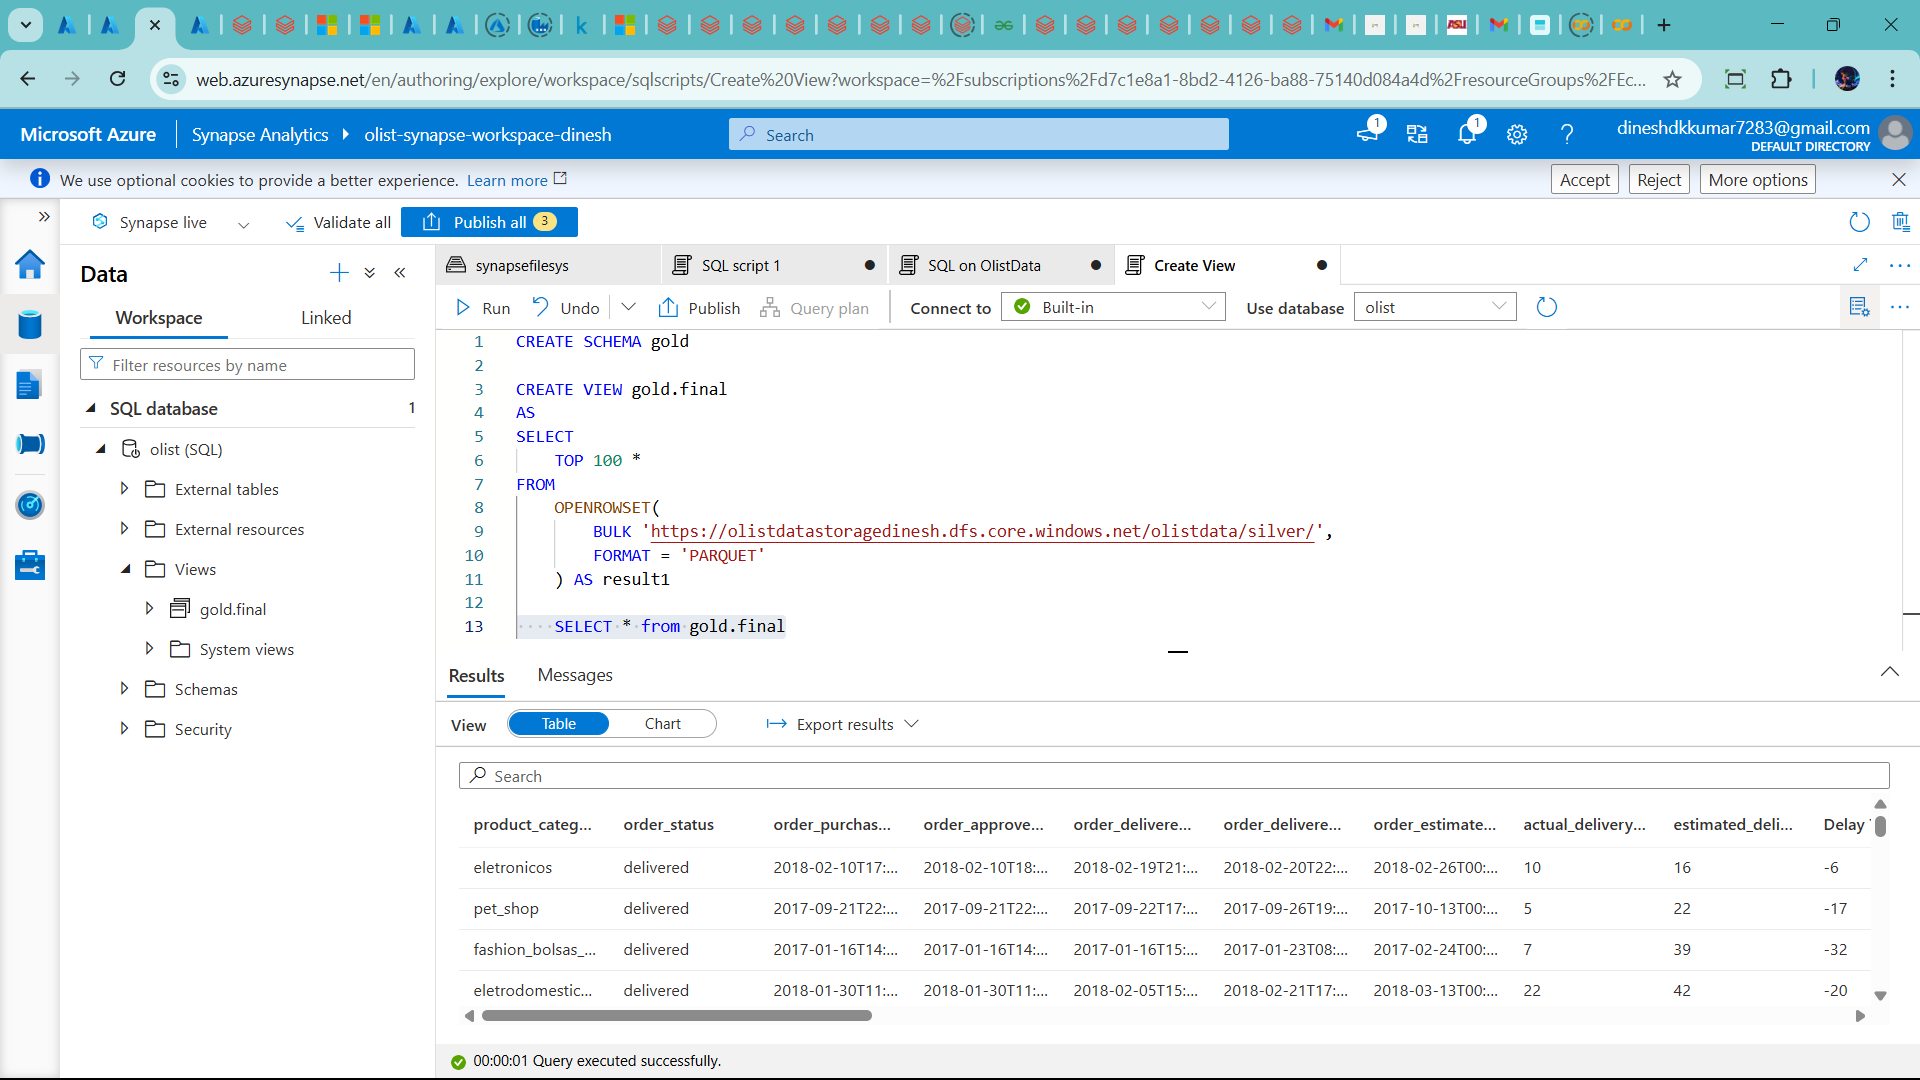 web.azuresynapse.net/en/authoring/explore/workspace/sqlscripts/Create%20View?workspace=%2Fsubscriptions%2Fd7c1e8a1-8bd2-4126-ba88-75140d084a4d%2FresourceGroups%2FEc...
Microsoft Azure Synapse Analytics olist-synapse-workspace-dinesh Search 1 1 dineshdkkumar7283@gmail.com
DEFAULT DIRECTORY
We use optional cookies to provide a better experience. Learn more Accept Reject More options
Synapse live Validate all Publish all 3
Data
Workspace Linked
Filter resources by name
SQL database 1
olist (SQL)
External tables
External resources
Views
gold.final
System views
Schemas
Security
synapsefilesys SQL script 1 SQL on OlistData Create View
Run Undo Publish Query plan Connect to Built-in Use database olist
1 CREATE SCHEMA gold
2
3 CREATE VIEW gold.final
4 AS
5 SELECT
6 TOP 100 *
7 FROM
8 OPENROWSET(
9 BULK 'https://olistdatastoragedinesh.dfs.core.windows.net/olistdata/silver/',
10 FORMAT = 'PARQUET'
11 ) AS result1
12
13 SELECT * from gold.final
Results Messages
View Table Chart Export results
Search
product_categ... order_status order_purchas... order_approve... order_delivere... order_delivere... order_estimate... actual_delivery... estimated_deli... Delay
eletronicos delivered 2018-02-10T17:... 2018-02-10T18:... 2018-02-19T21:... 2018-02-20T22:... 2018-02-26T00:... 10 16 -6
pet_shop delivered 2017-09-21T22:... 2017-09-21T22:... 2017-09-22T17:... 2017-09-26T19:... 2017-10-13T00:... 5 22 -17
fashion_bolsas_... delivered 2017-01-16T14:... 2017-01-16T14:... 2017-01-16T15:... 2017-01-23T08:... 2017-02-24T00:... 7 39 -32
eletrodomestic... delivered 2018-01-30T11:... 2018-01-30T11:... 2018-02-05T15:... 2018-02-21T17:... 2018-03-13T00:... 22 42 -20
00:00:01 Query executed successfully.